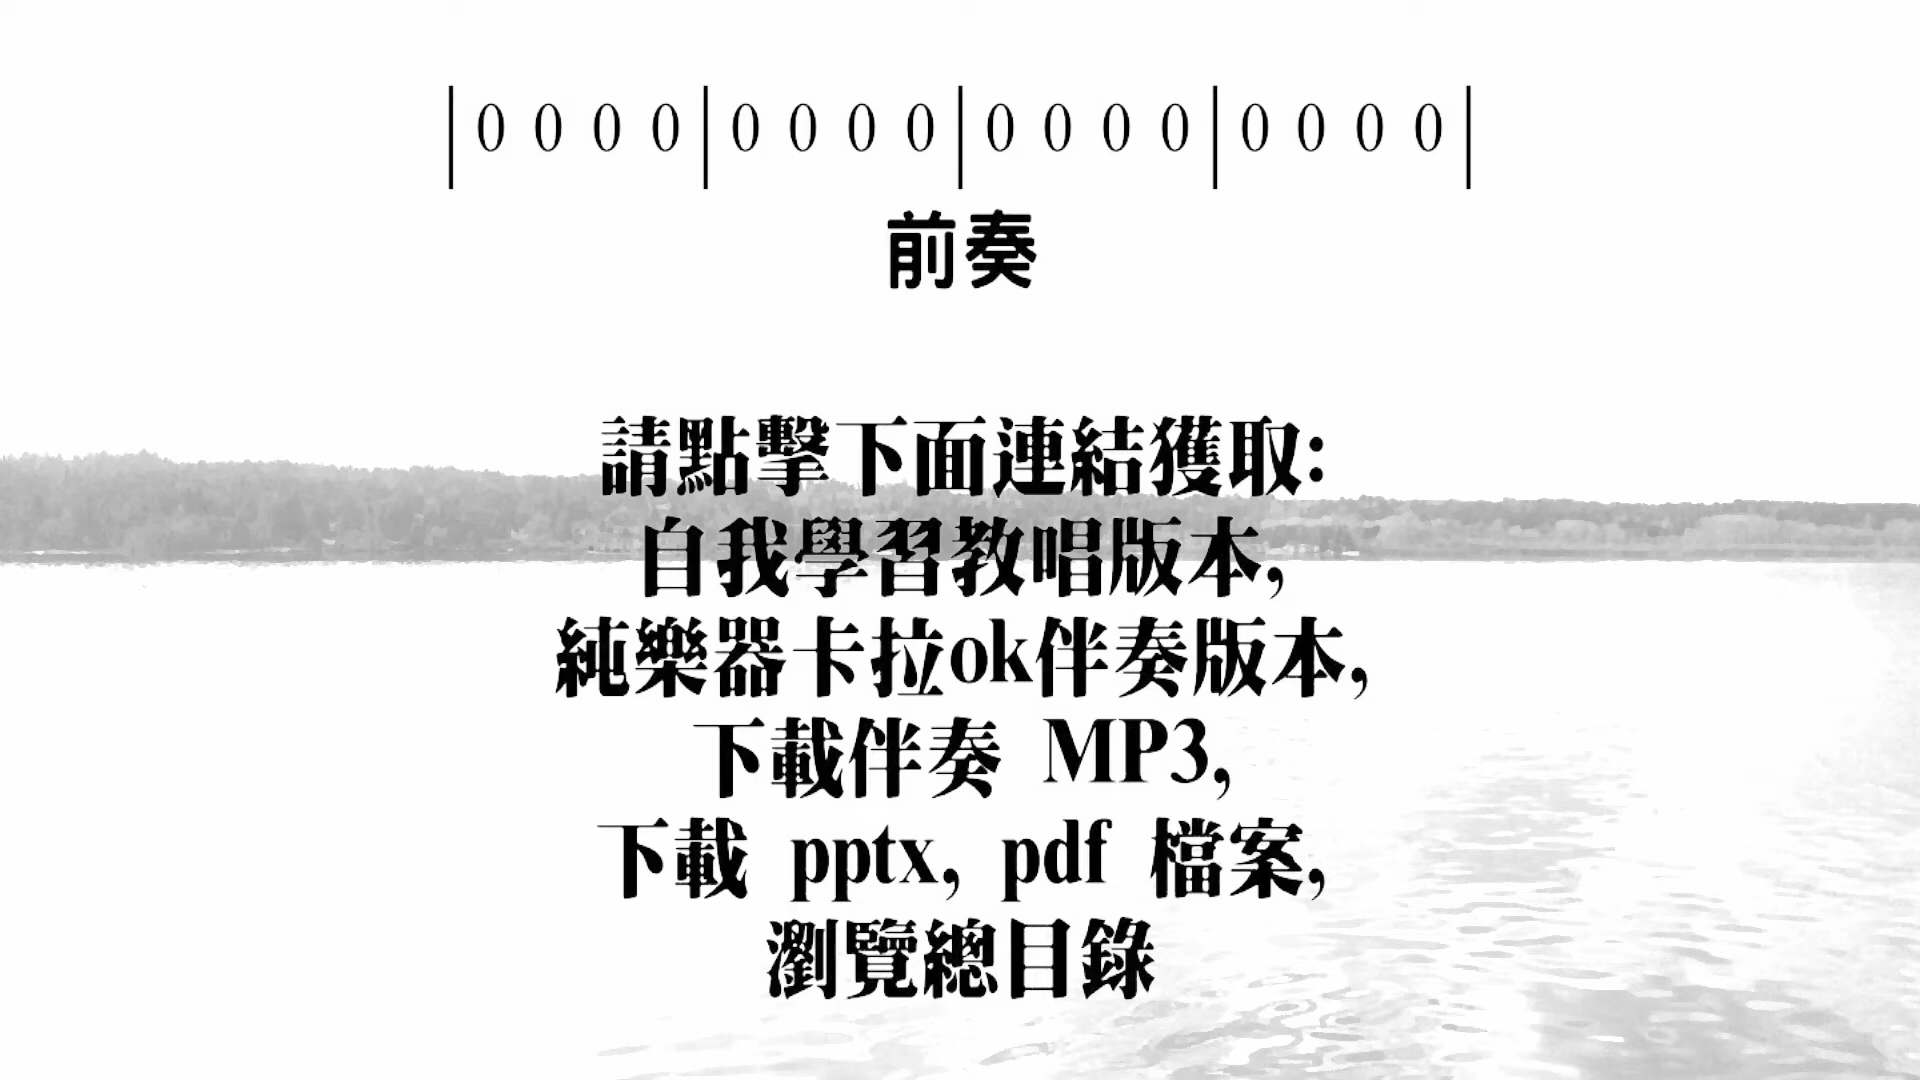 |0 0 0 0|0 0 0 0|0 0 0 0|0 0 0 0|
前奏
請點擊下面連結獲取:
自我學習教唱版本,
純樂器卡拉ok伴奏版本,
下載伴奏 MP3,
下載 pptx, pdf 檔案,
瀏覽總目錄